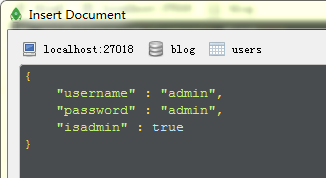 Insert Document
localhost:27018 blog users
{
    "username" : "admin",
    "password" : "admin",
    "isadmin" : true
}